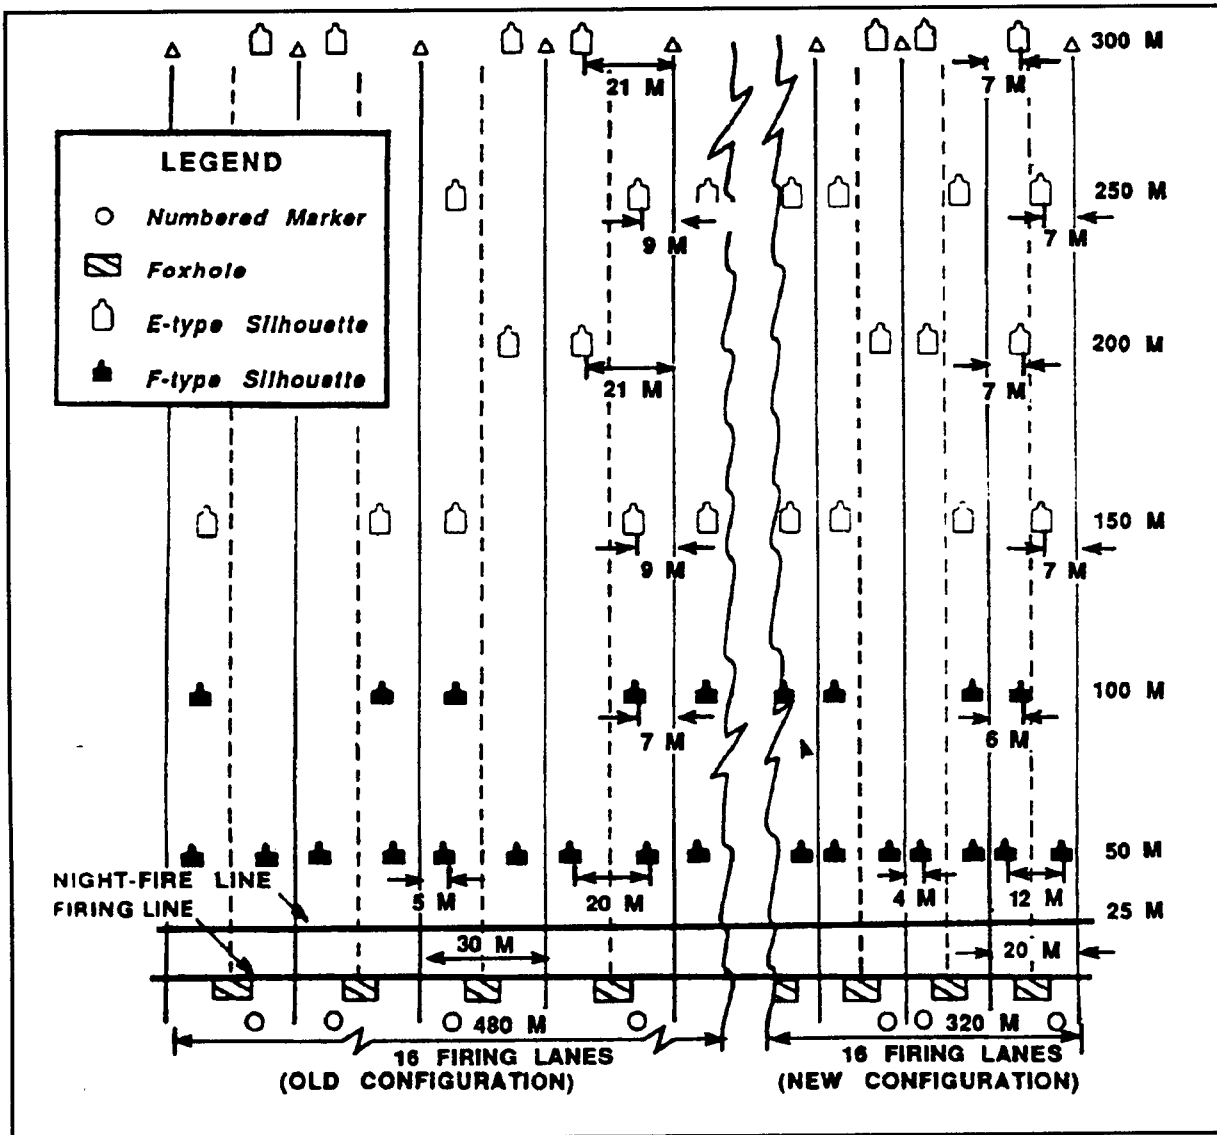 300 M
21 M
7 M
LEGEND
Numbered Marker
Foxhole
E-type Silhouette
F-type Silhouette
250 M
9 M
7 M
200 M
21 M
7 M
150 M
9 M
7 M
100 M
7 M
6 M
50 M
NIGHT-FIRE LINE
5 M
20 M
4 M
12 M
FIRING LINE
25 M
30 M
20 M
480 M
320 M
16 FIRING LANES
(OLD CONFIGURATION)
16 FIRING LANES
(NEW CONFIGURATION)